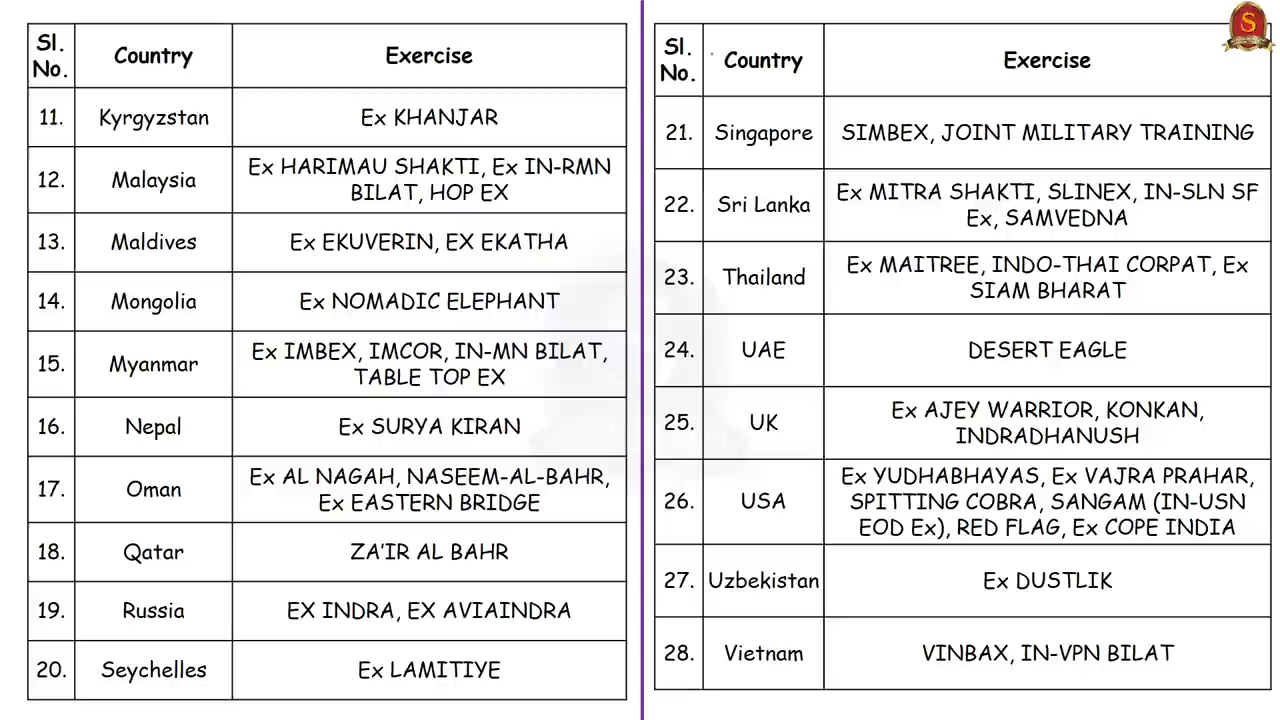 Sl. No. Country Exercise
11. Kyrgyzstan Ex KHANJAR
12. Malaysia Ex HARIMAU SHAKTI, Ex IN-RMN
BILAT, HOP EX
13. Maldives Ex EKUVERIN, EX EKATHA
14. Mongolia Ex NOMADIC ELEPHANT
15. Myanmar Ex IMBEX, IMCOR, IN-MN BILAT,
TABLE TOP EX
16. Nepal Ex SURYA KIRAN
17. Oman Ex AL NAGAH, NASEEM-AL-BAHR,
Ex EASTERN BRIDGE
18. Qatar ZA'IR AL BAHR
19. Russia EX INDRA, EX AVIAINDRA
20. Seychelles Ex LAMITIYE
Sl. No. Country Exercise
21. Singapore SIMBEX, JOINT MILITARY TRAINING
22. Sri Lanka Ex MITRA SHAKTI, SLINEX, IN-SLN SF
Ex, SAMVEDNA
23. Thailand Ex MAITREE, INDO-THAI CORPAT, Ex
SIAM BHARAT
24. UAE DESERT EAGLE
25. UK Ex AJEY WARRIOR, KONKAN,
INDRADHANUSH
26. USA Ex YUDHABHAYAS, Ex VAJRA PRAHAR,
SPITTING COBRA, SANGAM (IN-USN
EOD Ex), RED FLAG, Ex COPE INDIA
27. Uzbekistan Ex DUSTLIK
28. Vietnam VINBAX, IN-VPN BILAT
S